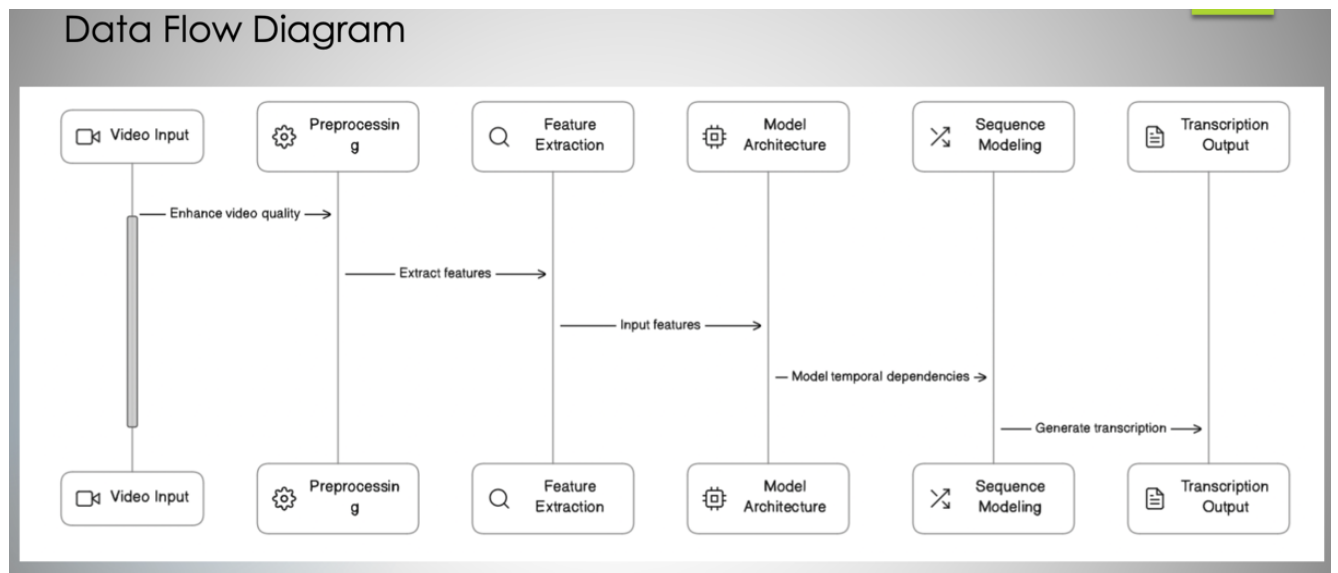 Data Flow Diagram
Video Input
Preprocessin
g
Feature
Extraction
Model
Architecture
Sequence
Modeling
Transcription
Output
Enhance video quality
Extract features
Input features
Model temporal dependencies
Generate transcription
Video Input
Preprocessin
g
Feature
Extraction
Model
Architecture
Sequence
Modeling
Transcription
Output